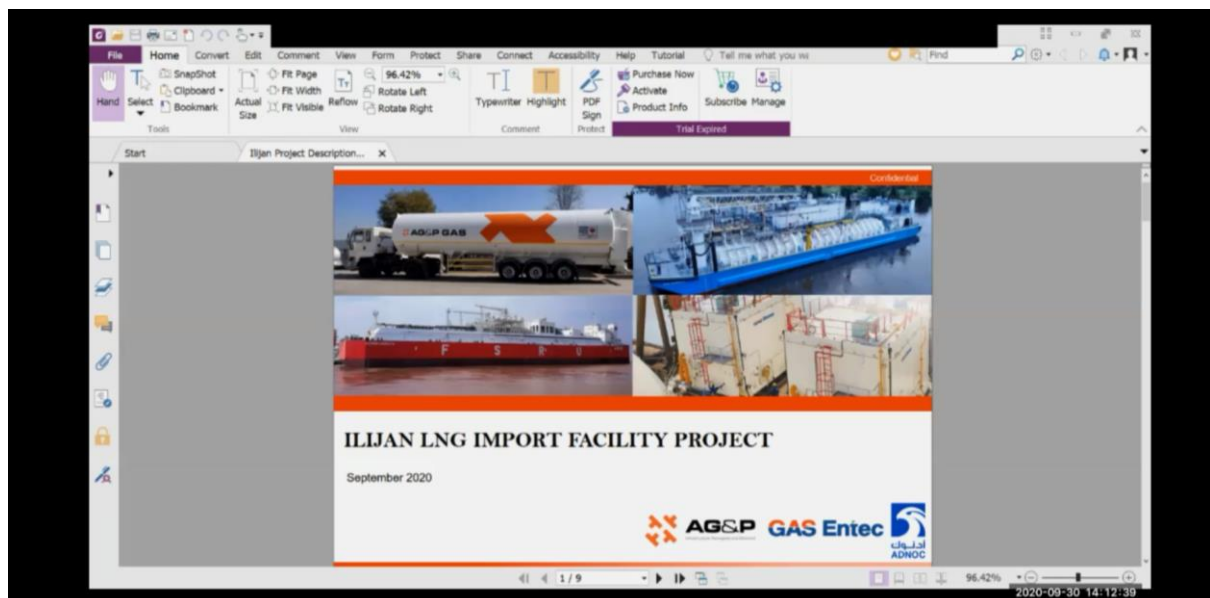 File Home Convert Edit Comment View Form Protect Share Connect Accessibility Help Tutorial Tell me what you wa Find
SnapShot
Clipboard
Bookmark
Hand Select
Tools
Actual Size
Fit Page
Fit Width
Fit Visible
Reflow
96.42%
Rotate Left
Rotate Right
View
Typewriter Highlight
Comment
PDF Sign
Protect
Purchase Now
Activate
Product Info
Subscribe Manage
Trial Expired
Start
Ilijan Project Description...
Confidential
AG&P GAS
F S R U
ILIJAN LNG IMPORT FACILITY PROJECT
September 2020
AG&P GAS Entec
أدنوك
ADNOC
1 / 9
96.42%
2020-09-30 14:12:39